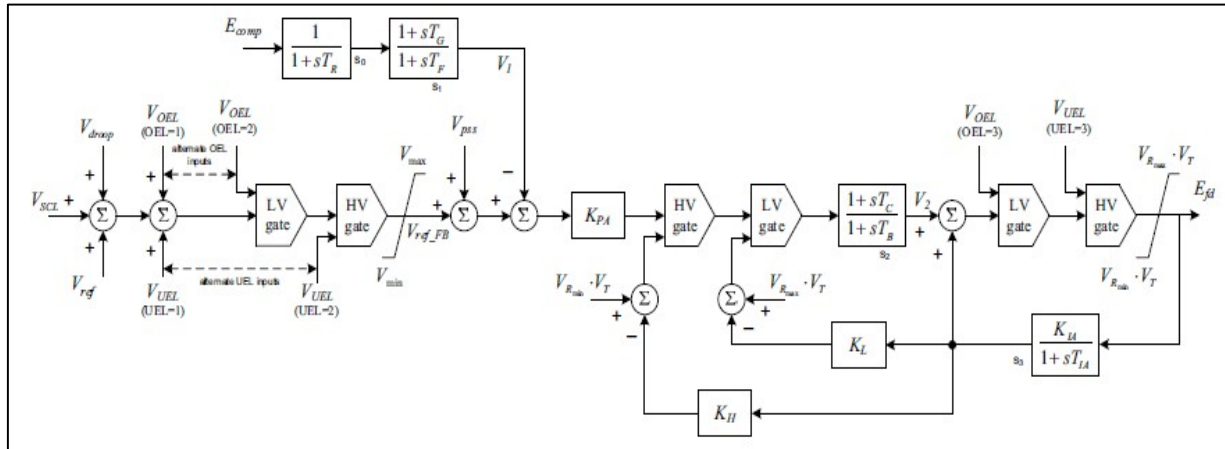 E_comp
1
1+sT_R
s_0
1+sT_G
1+sT_F
s_1
V_1
V_droop
V_OEL
(OEL=1)
V_OEL
(OEL=2)
alternate OEL
inputs
V_SCL
+
+
+
Σ
V_ref
+
+
Σ
V_UEL
(UEL=1)
alternate UEL inputs
V_UEL
(UEL=2)
LV
gate
HV
gate
V_max
V_min
V_ref_FB
V_pss
+
+
Σ
−
+
Σ
K_PA
HV
gate
LV
gate
1+sT_C
1+sT_B
s_2
V_2
+
+
Σ
V_OEL
(OEL=3)
V_UEL
(UEL=3)
LV
gate
HV
gate
V_Rmax · V_T
E_fd
V_Rmin · V_T
V_Rmin · V_T
+
−
Σ
V_Rmax · V_T
+
−
Σ
K_L
K_IA
1+sT_IA
s_3
K_H